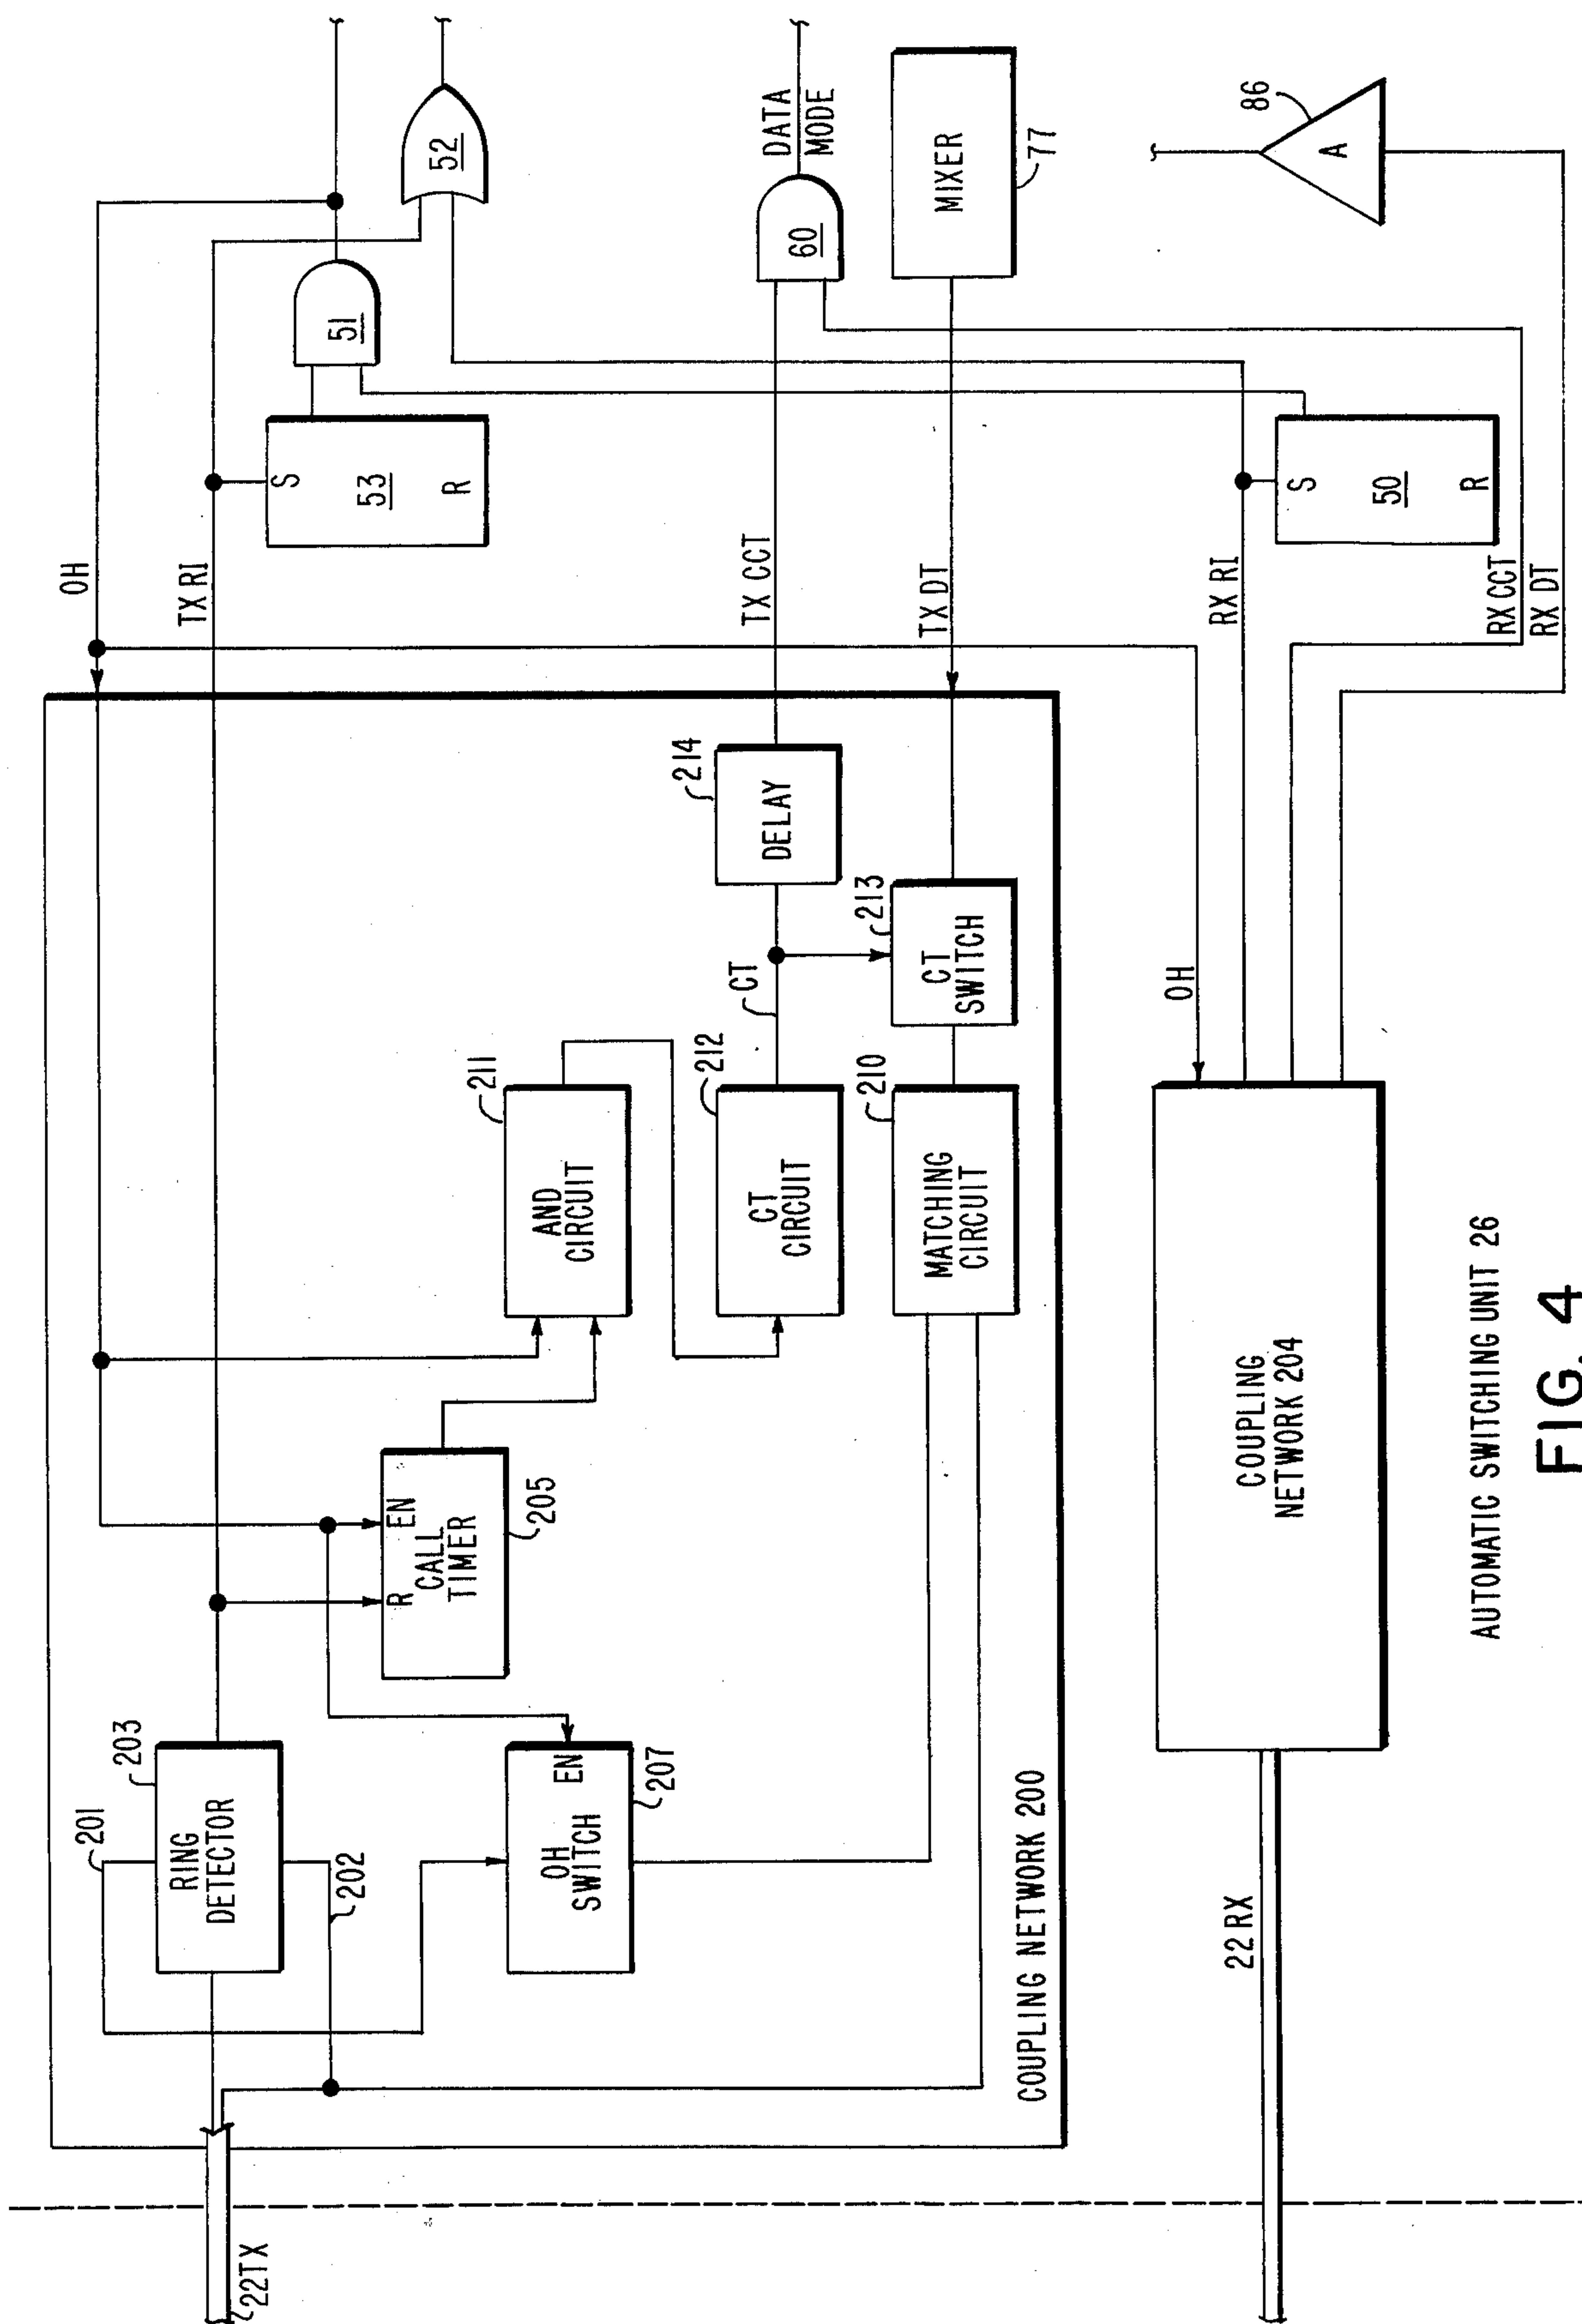 22TX
201
203
RING
DETECTOR
202
OH
SWITCH
EN
207
R
EN
CALL
TIMER
205
211
AND
CIRCUIT
212
CT
CIRCUIT
CT
210
MATCHING
CIRCUIT
213
CT
SWITCH
214
DELAY
COUPLING NETWORK 200
OH
TX RI
TX CCT
TX DT
S
53
R
51
52
60
DATA
MODE
MIXER
77
22 RX
COUPLING
NETWORK 204
OH
RX RI
RX CCT
RX DT
S
50
R
A
86
AUTOMATIC SWITCHING UNIT 26
FIG. 4